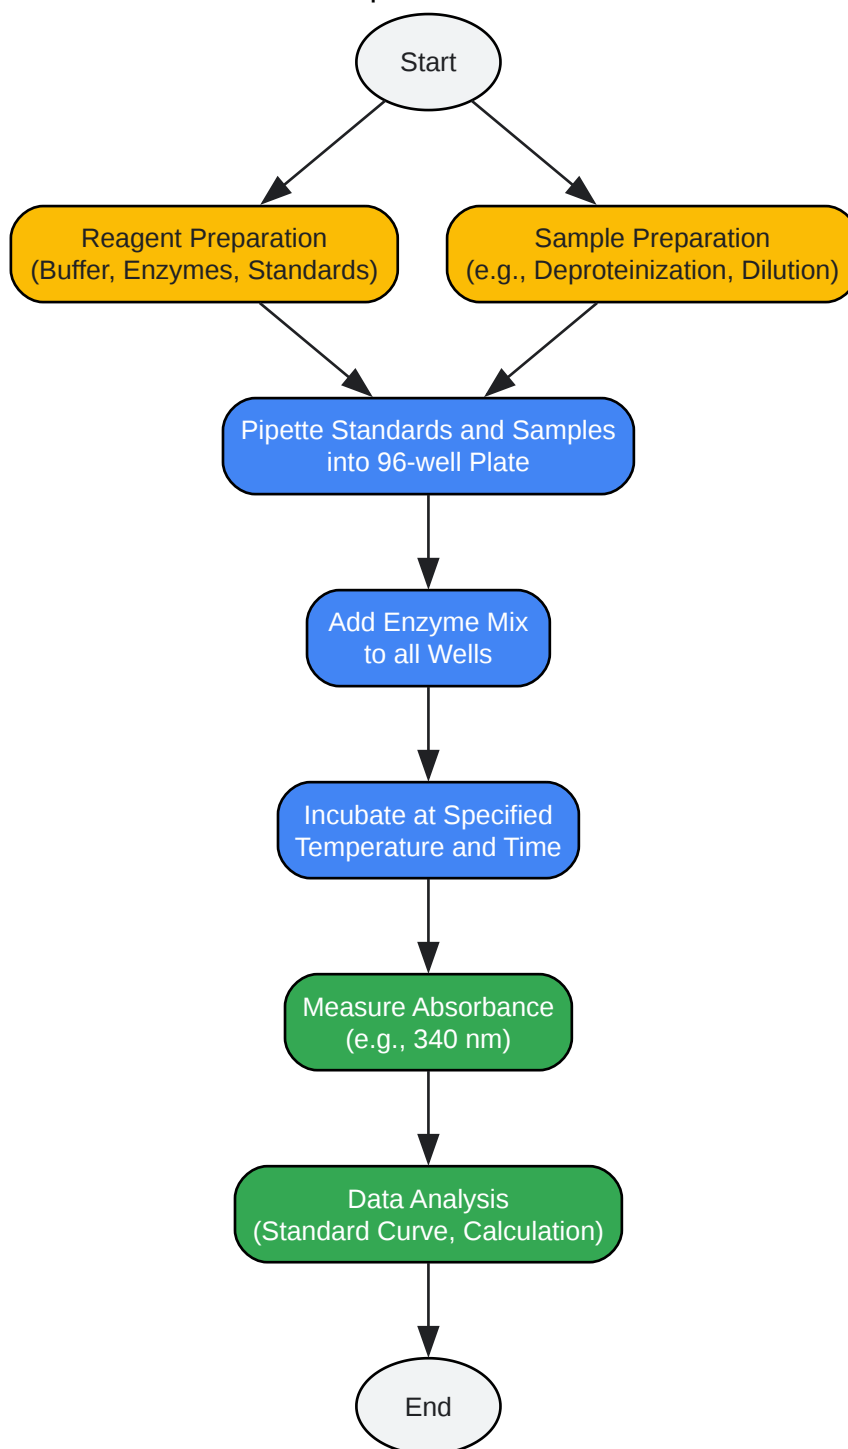 Start
Reagent Preparation
(Buffer, Enzymes, Standards)
Sample Preparation
(e.g., Deproteinization, Dilution)
Pipette Standards and Samples
into 96-well Plate
Add Enzyme Mix
to all Wells
Incubate at Specified
Temperature and Time
Measure Absorbance
(e.g., 340 nm)
Data Analysis
(Standard Curve, Calculation)
End